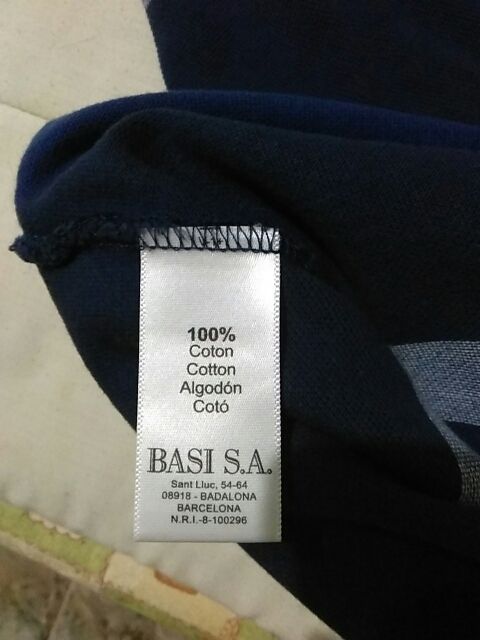 100%
Coton
Cotton
Algodón
Cotó
BASI S.A.
Sant Lluc, 54-64
08918 - BADALONA
BARCELONA
N.R.I.-8-100296